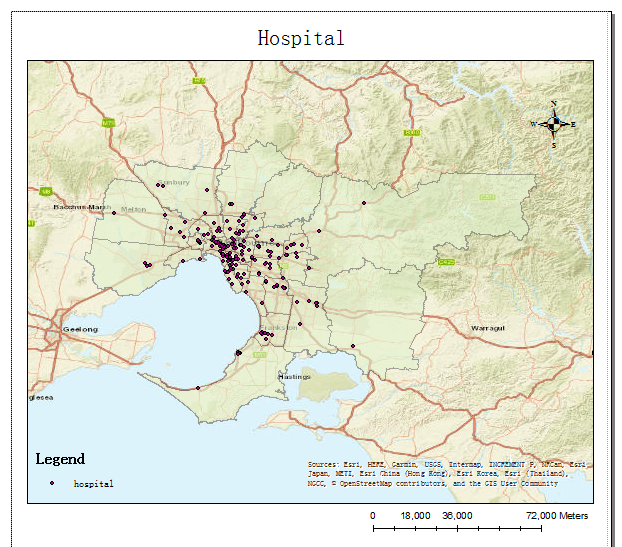 Hospital
N
W E
S
Sunbury
Bacchus-Marsh
Melton
Geelong
Frankston
Warragul
Hastings
glesea
Legend
hospital
Sources: Esri, HERE, Garmin, USGS, Intermap, INCREMENT P, NRCan, Esri
Japan, METI, Esri China (Hong Kong), Esri Korea, Esri (Thailand),
NGCC, © OpenStreetMap contributors, and the GIS User Community
0 18,000 36,000 72,000 Meters